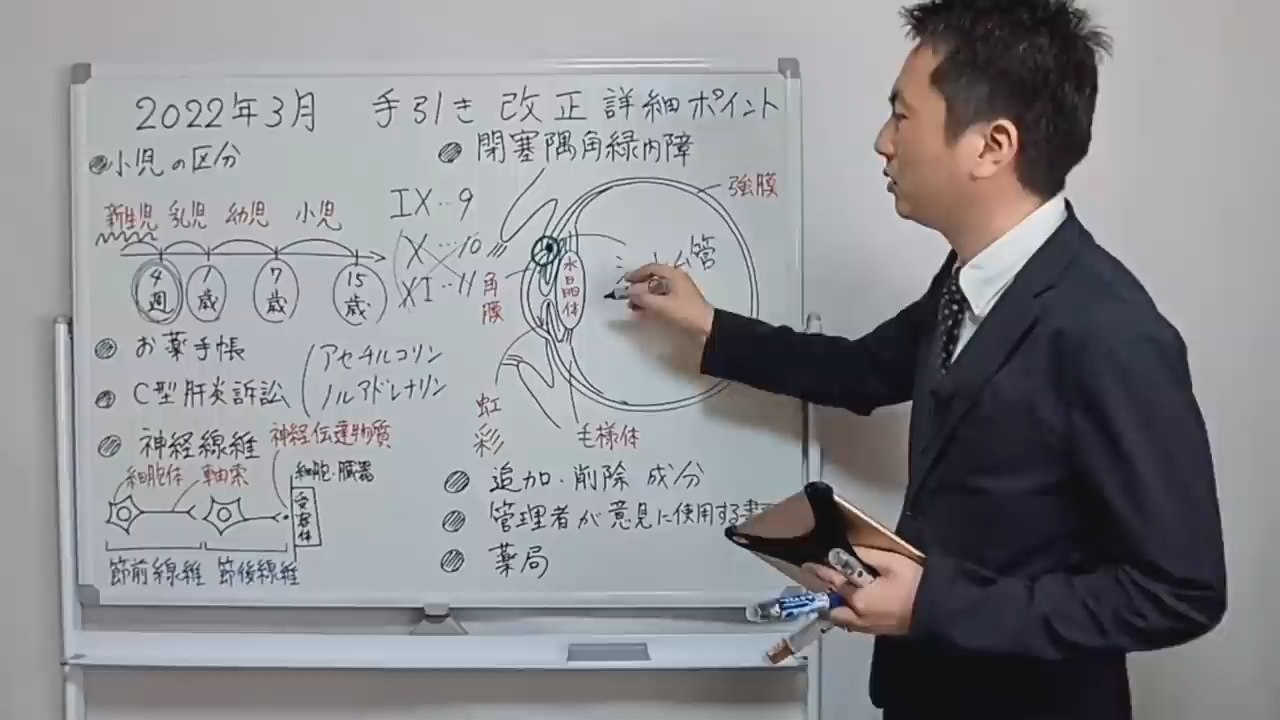 2022年3月 手引き 改正 詳細ポイント
小児の区分
新生児 乳児 幼児 小児
4週 1歳 7歳 15歳
IX…9
X…10
XI…11
お薬手帳
C型肝炎訴訟
アセチルコリン
ノルアドレナリン
神経線維
神経伝達物質
細胞体 軸索
細胞・臓器
受容体
節前線維 節後線維
閉塞隅角緑内障
強膜
管
角膜
水晶体
虹彩
毛様体
追加・削除 成分
管理者が意見に使用する書
薬局